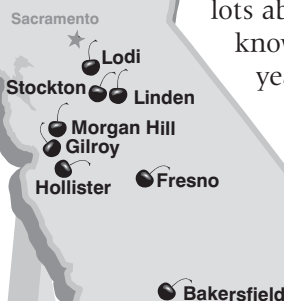 Sacramento
Lodi
Stockton
Linden
Morgan Hill
Gilroy
Hollister
Fresno
Bakersfield
lots ab
know
yea